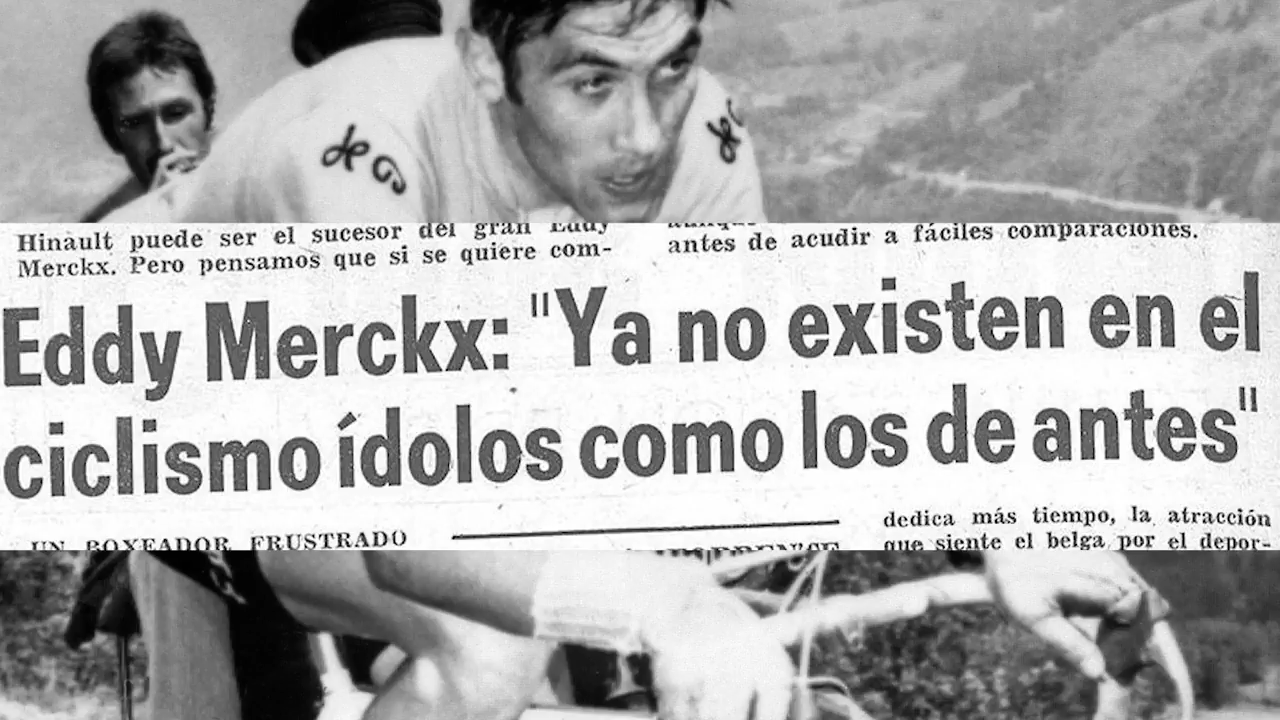 Hinault puede ser el sucesor del gran Eddy
Merckx. Pero pensamos que si se quiere com-
antes de acudir a fáciles comparaciones.
Eddy Merckx: "Ya no existen en el
ciclismo ídolos como los de antes"
UN BOXEADOR FRUSTRADO
dedica más tiempo, la atracción
que siente el belga por el depor-